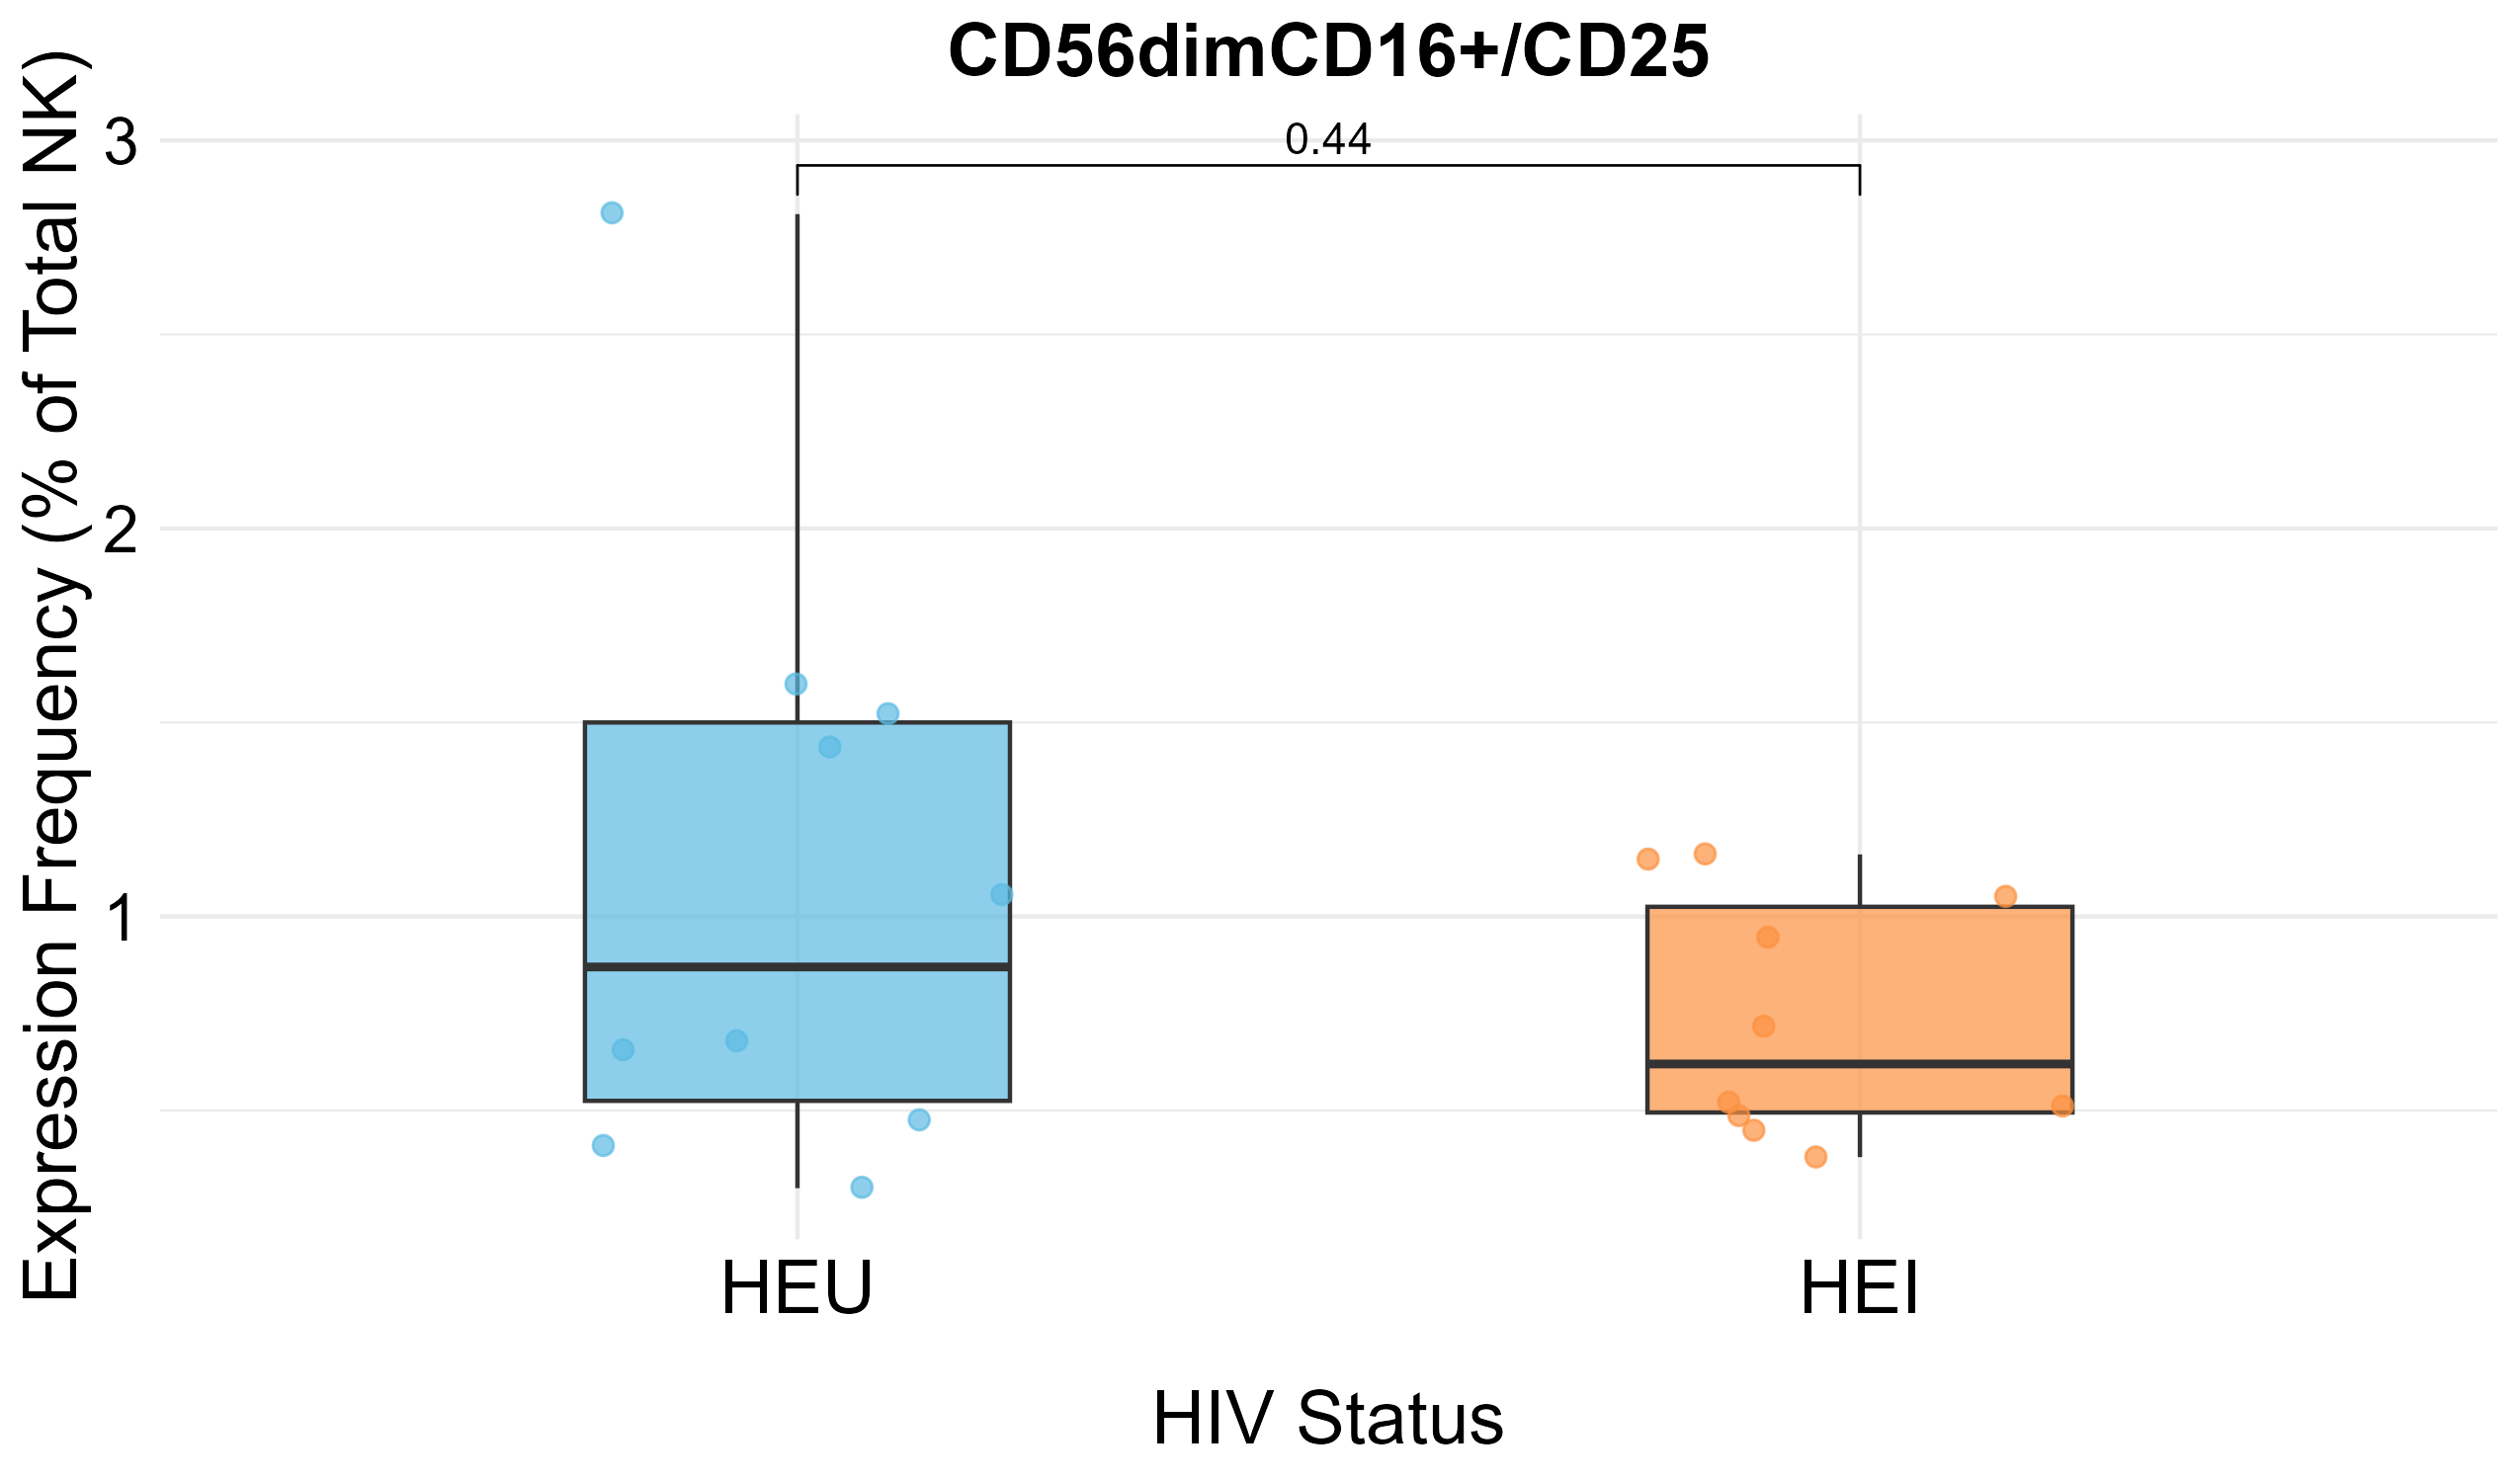 CD56dimCD16+/CD25
Expression Frequency (% of Total NK)
3
2
1
0.44
HEU
HEI
HIV Status